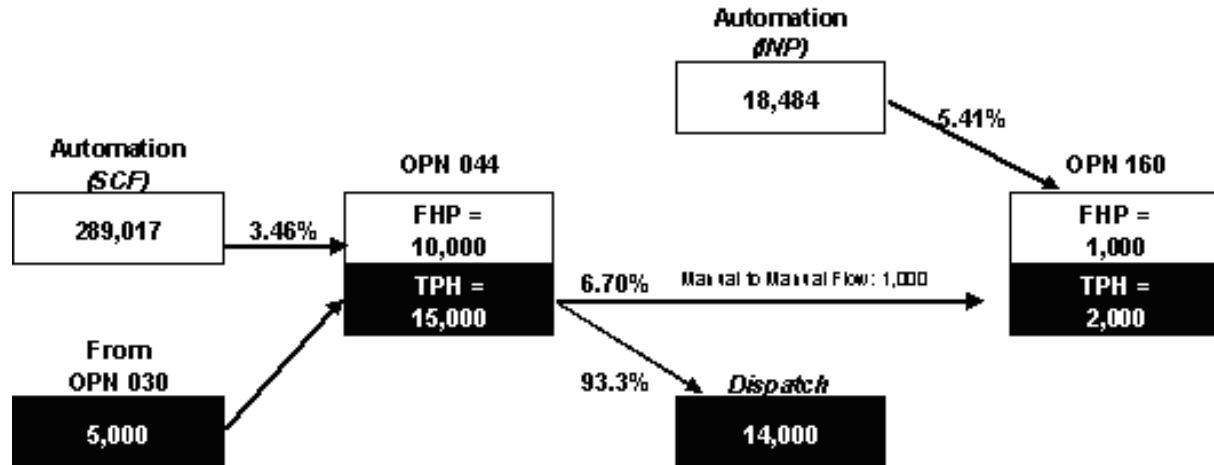 Automation
(INP)
18,484
5.41%
Automation
(SCF)
289,017
3.46%
OPN 044
FHP =
10,000
TPH =
15,000
OPN 160
FHP =
1,000
TPH =
2,000
6.70%
Manual to Manual Flow: 1,000
From
OPN 030
5,000
93.3%
Dispatch
14,000